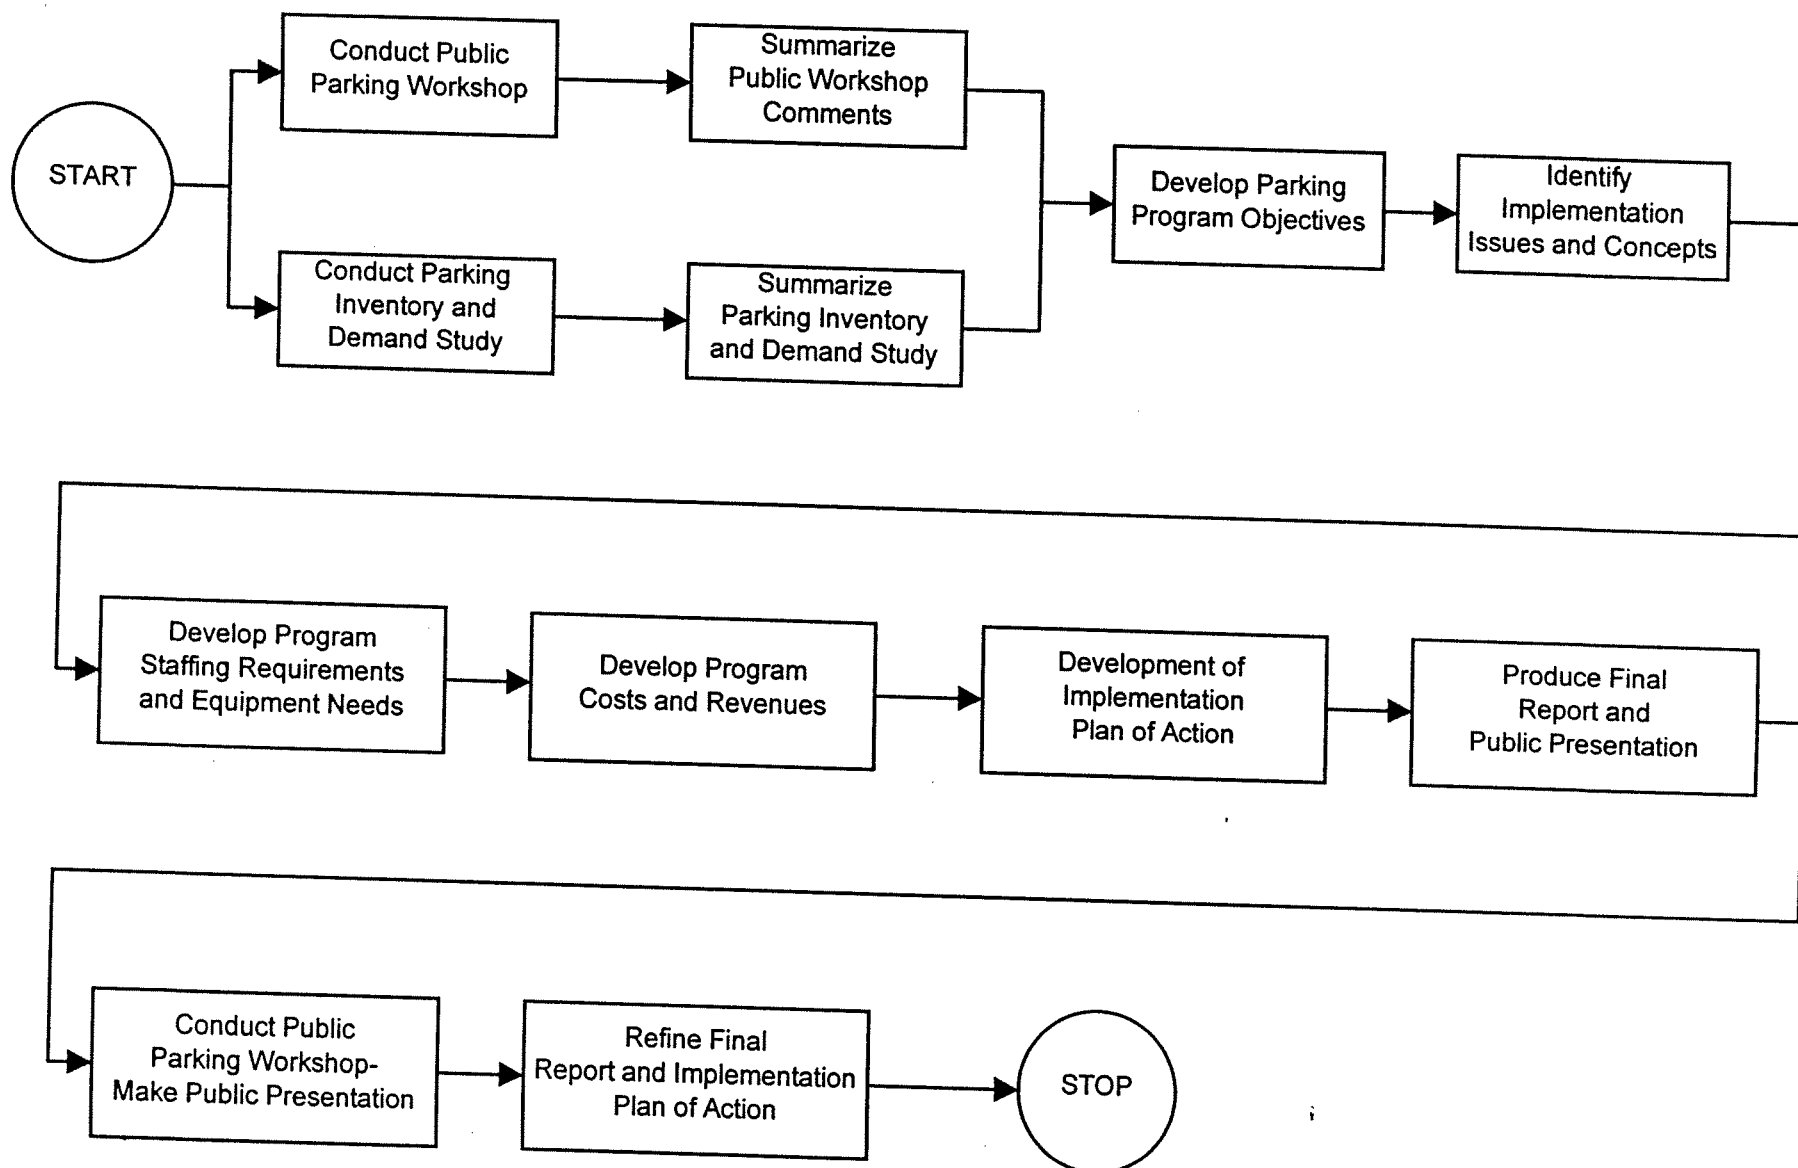 START
Conduct Public
Parking Workshop
Summarize
Public Workshop
Comments
Conduct Parking
Inventory and
Demand Study
Summarize
Parking Inventory
and Demand Study
Develop Parking
Program Objectives
Identify
Implementation
Issues and Concepts
Develop Program
Staffing Requirements
and Equipment Needs
Develop Program
Costs and Revenues
Development of
Implementation
Plan of Action
Produce Final
Report and
Public Presentation
Conduct Public
Parking Workshop-
Make Public Presentation
Refine Final
Report and Implementation
Plan of Action
STOP